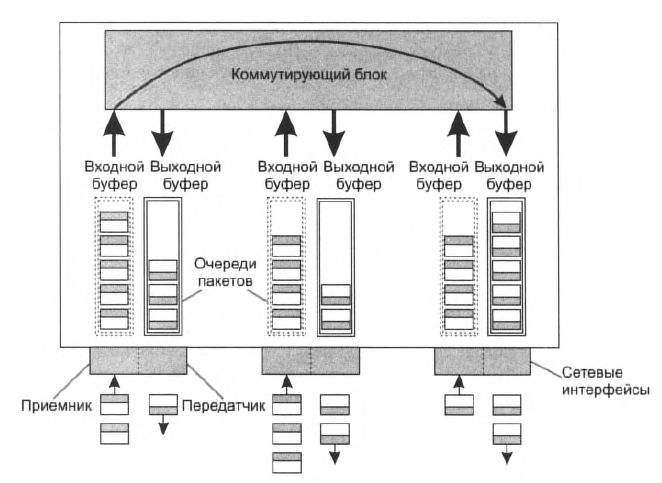 Коммутирующий блок
Входной буфер
Выходной буфер
Входной буфер
Выходной буфер
Входной буфер
Выходной буфер
Очереди
пакетов
Приемник
Передатчик
Сетевые
интерфейсы